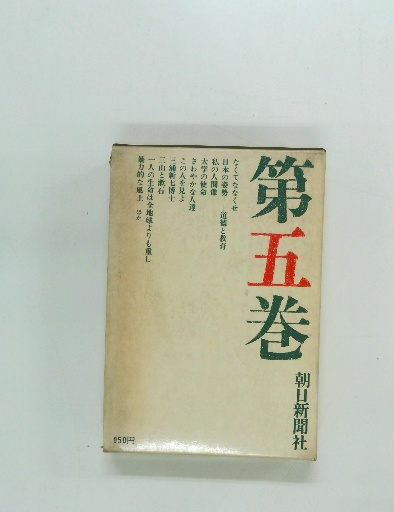 第五巻
朝日新聞社
なくてななくせ
日本の姿勢 道徳と教育
私の人間像
大学の使命
さわやかな人達
この人を見よ
三浦新七博士
三山と漱石
一人の生命は全地球よりも重し
暴力的な風土 ほか
950円